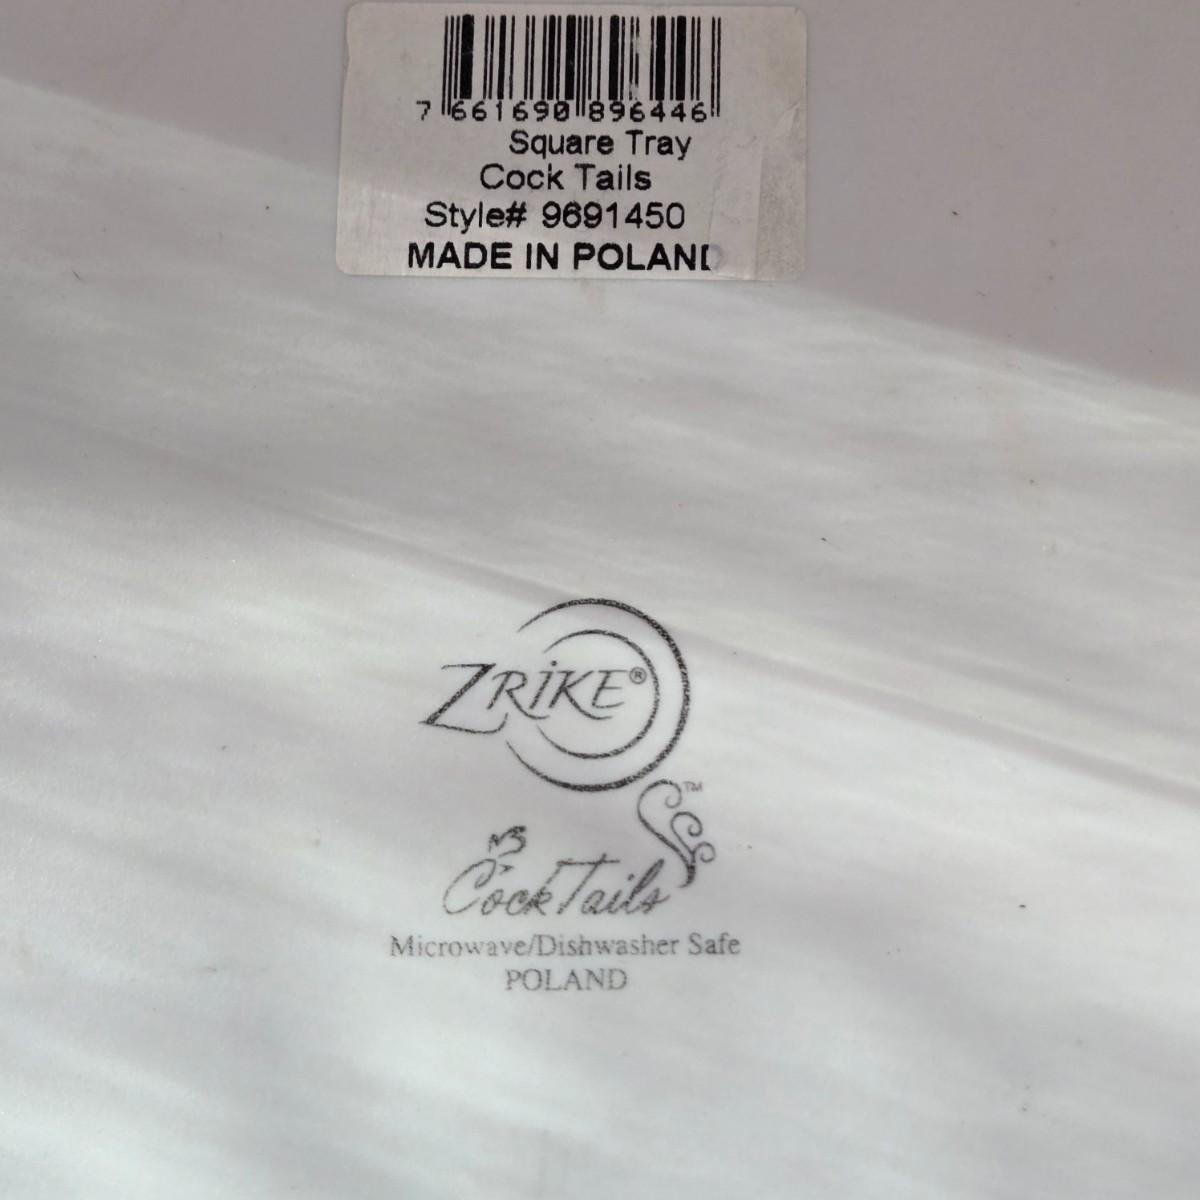 7 661690 896446
Square Tray
Cock Tails
Style# 9691450
MADE IN POLAND
ZRIKE®
™
CockTails
Microwave/Dishwasher Safe
POLAND